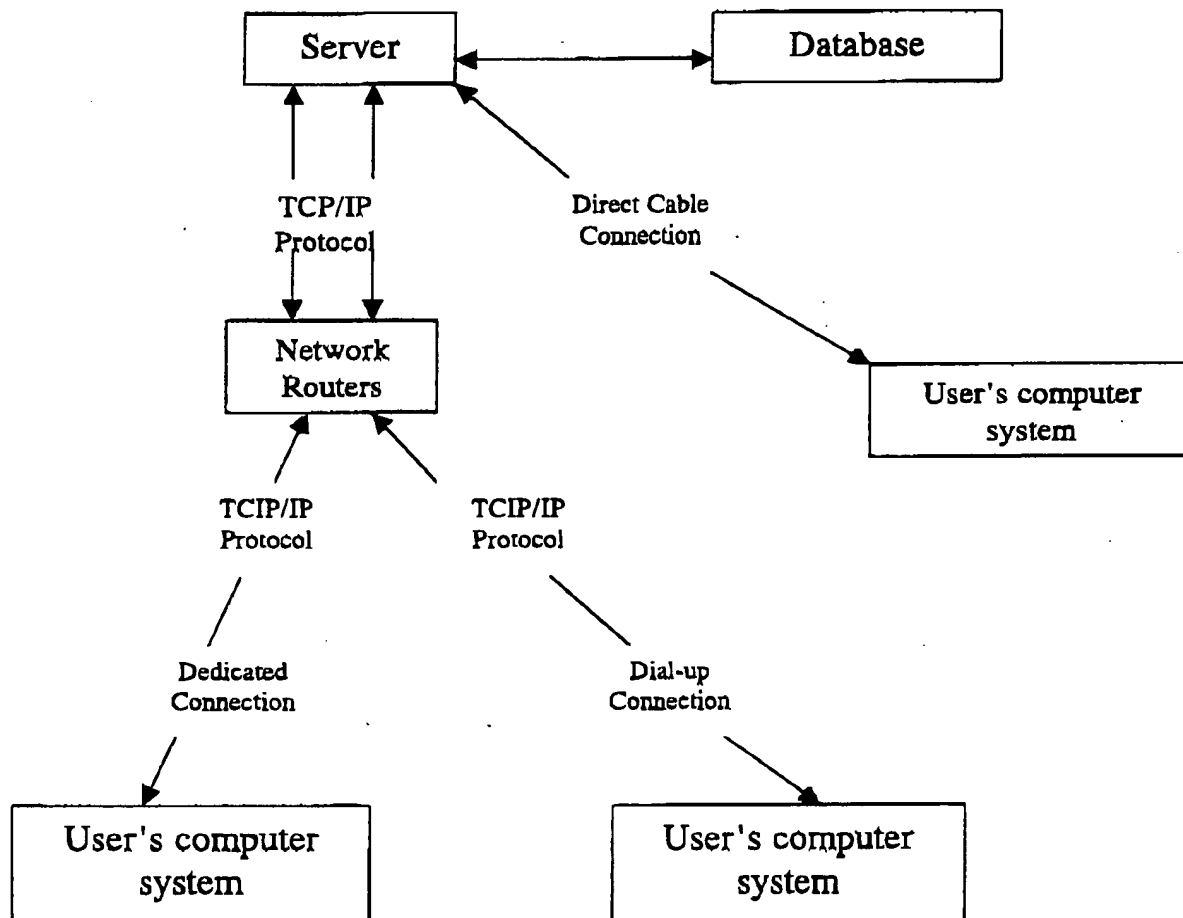 Server
Database
TCP/IP
Protocol
Direct Cable
Connection
Network
Routers
User's computer
system
TCIP/IP
Protocol
TCIP/IP
Protocol
Dedicated
Connection
Dial-up
Connection
User's computer
system
User's computer
system